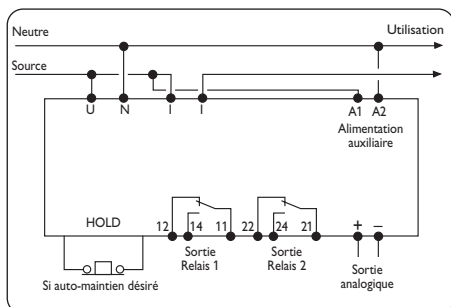 Neutre
Utilisation
Source
U N I I A1 A2
Alimentation
auxiliaire
HOLD
12 14 11 22 24 21 + −
Sortie
Relais 1
Sortie
Relais 2
Sortie
analogique
Si auto-maintien désiré